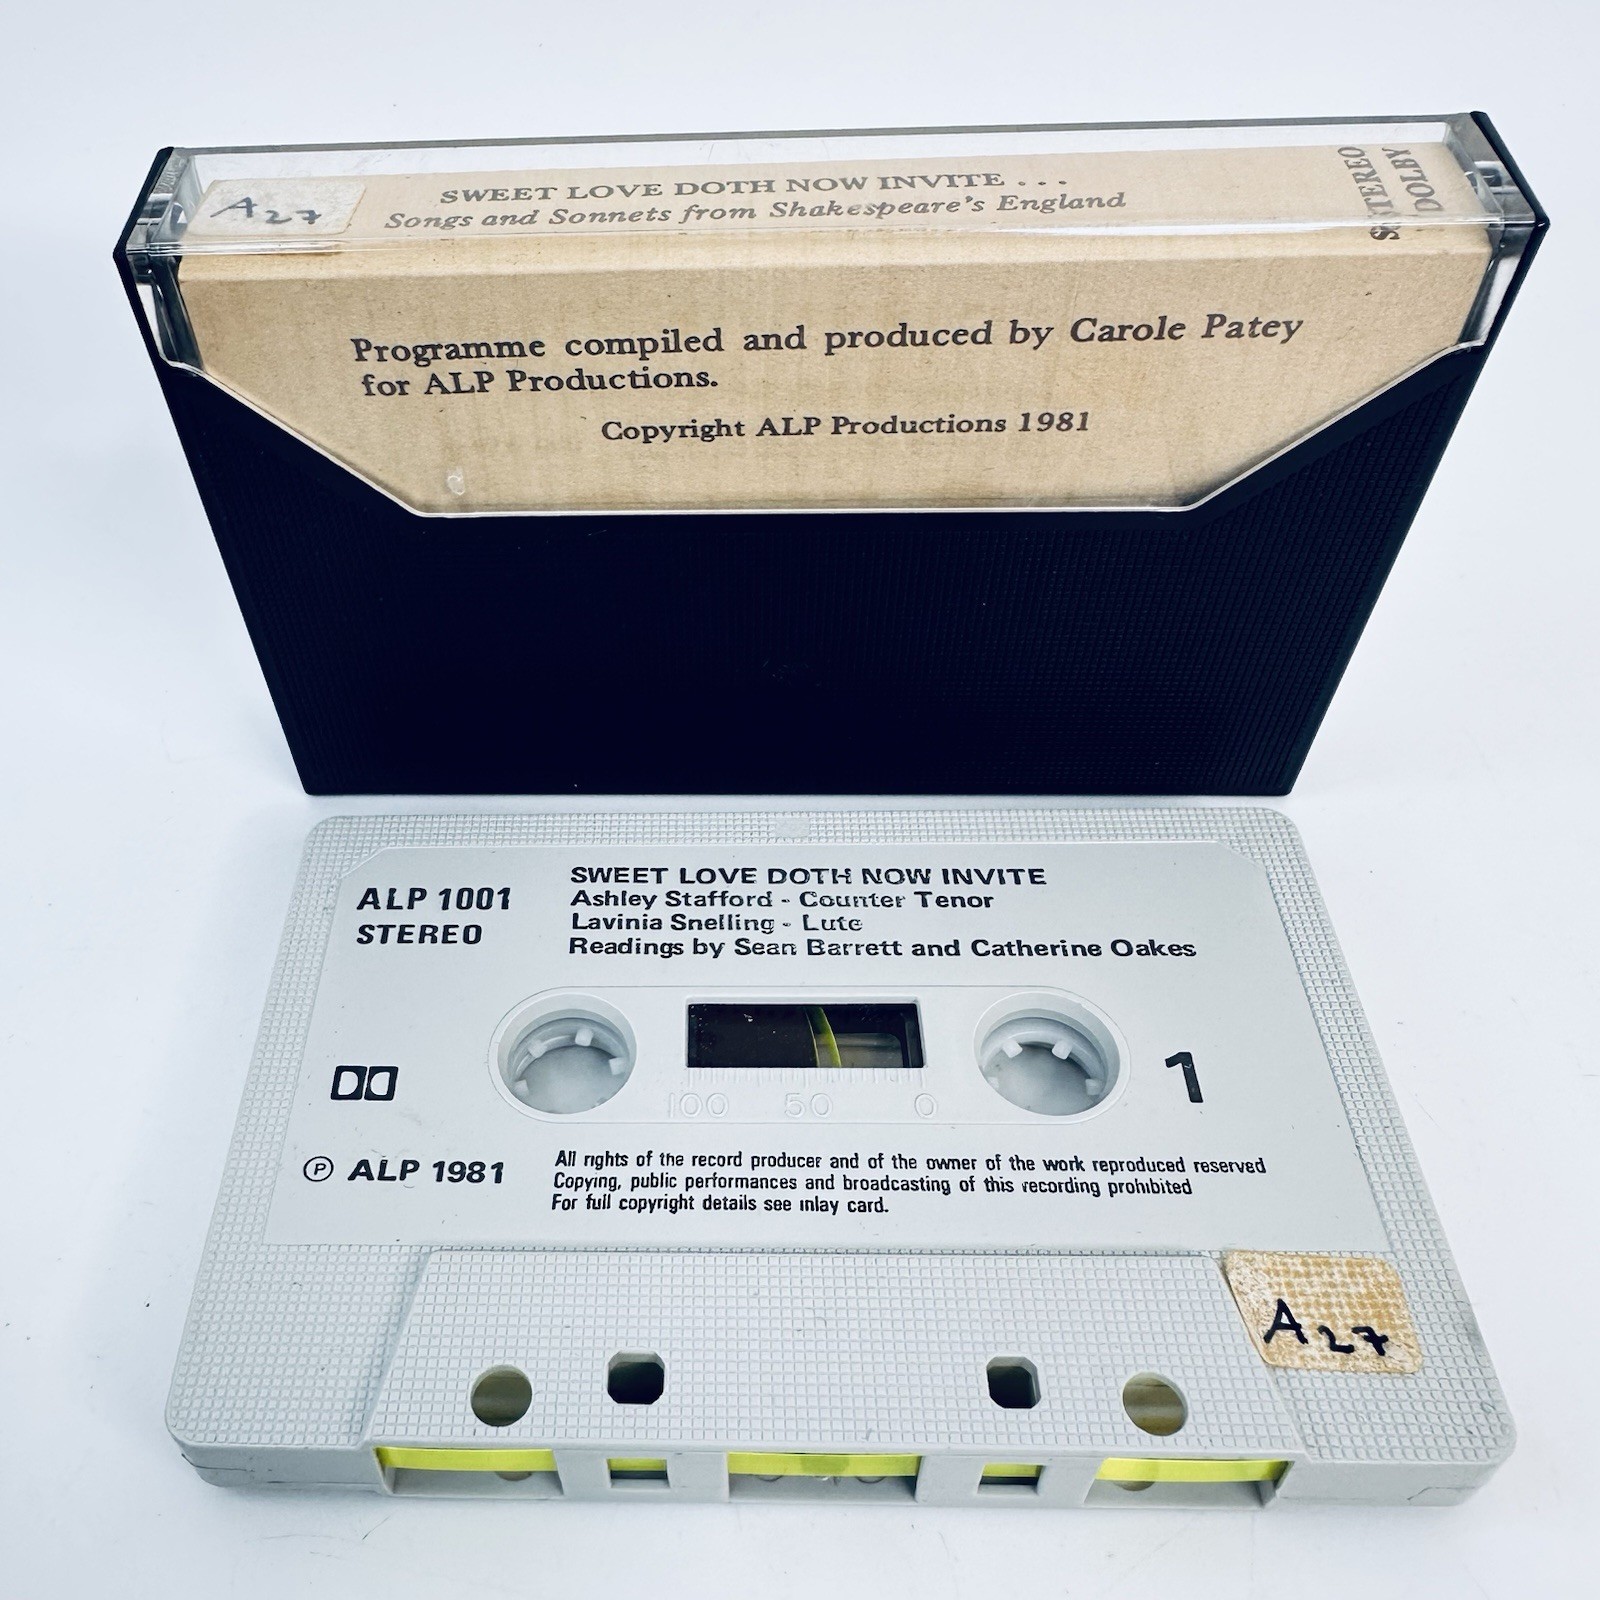 A27
SWEET LOVE DOTH NOW INVITE . . .
Songs and Sonnets from Shakespeare's England
STEREO
DOLBY
Programme compiled and produced by Carole Patey
for ALP Productions.
Copyright ALP Productions 1981
ALP 1001
STEREO
SWEET LOVE DOTH NOW INVITE
Ashley Stafford - Counter Tenor
Lavinia Snelling - Lute
Readings by Sean Barrett and Catherine Oakes
100 50 0
1
Ⓟ ALP 1981
All rights of the record producer and of the owner of the work reproduced reserved
Copying, public performances and broadcasting of this recording prohibited
For full copyright details see inlay card.
A27